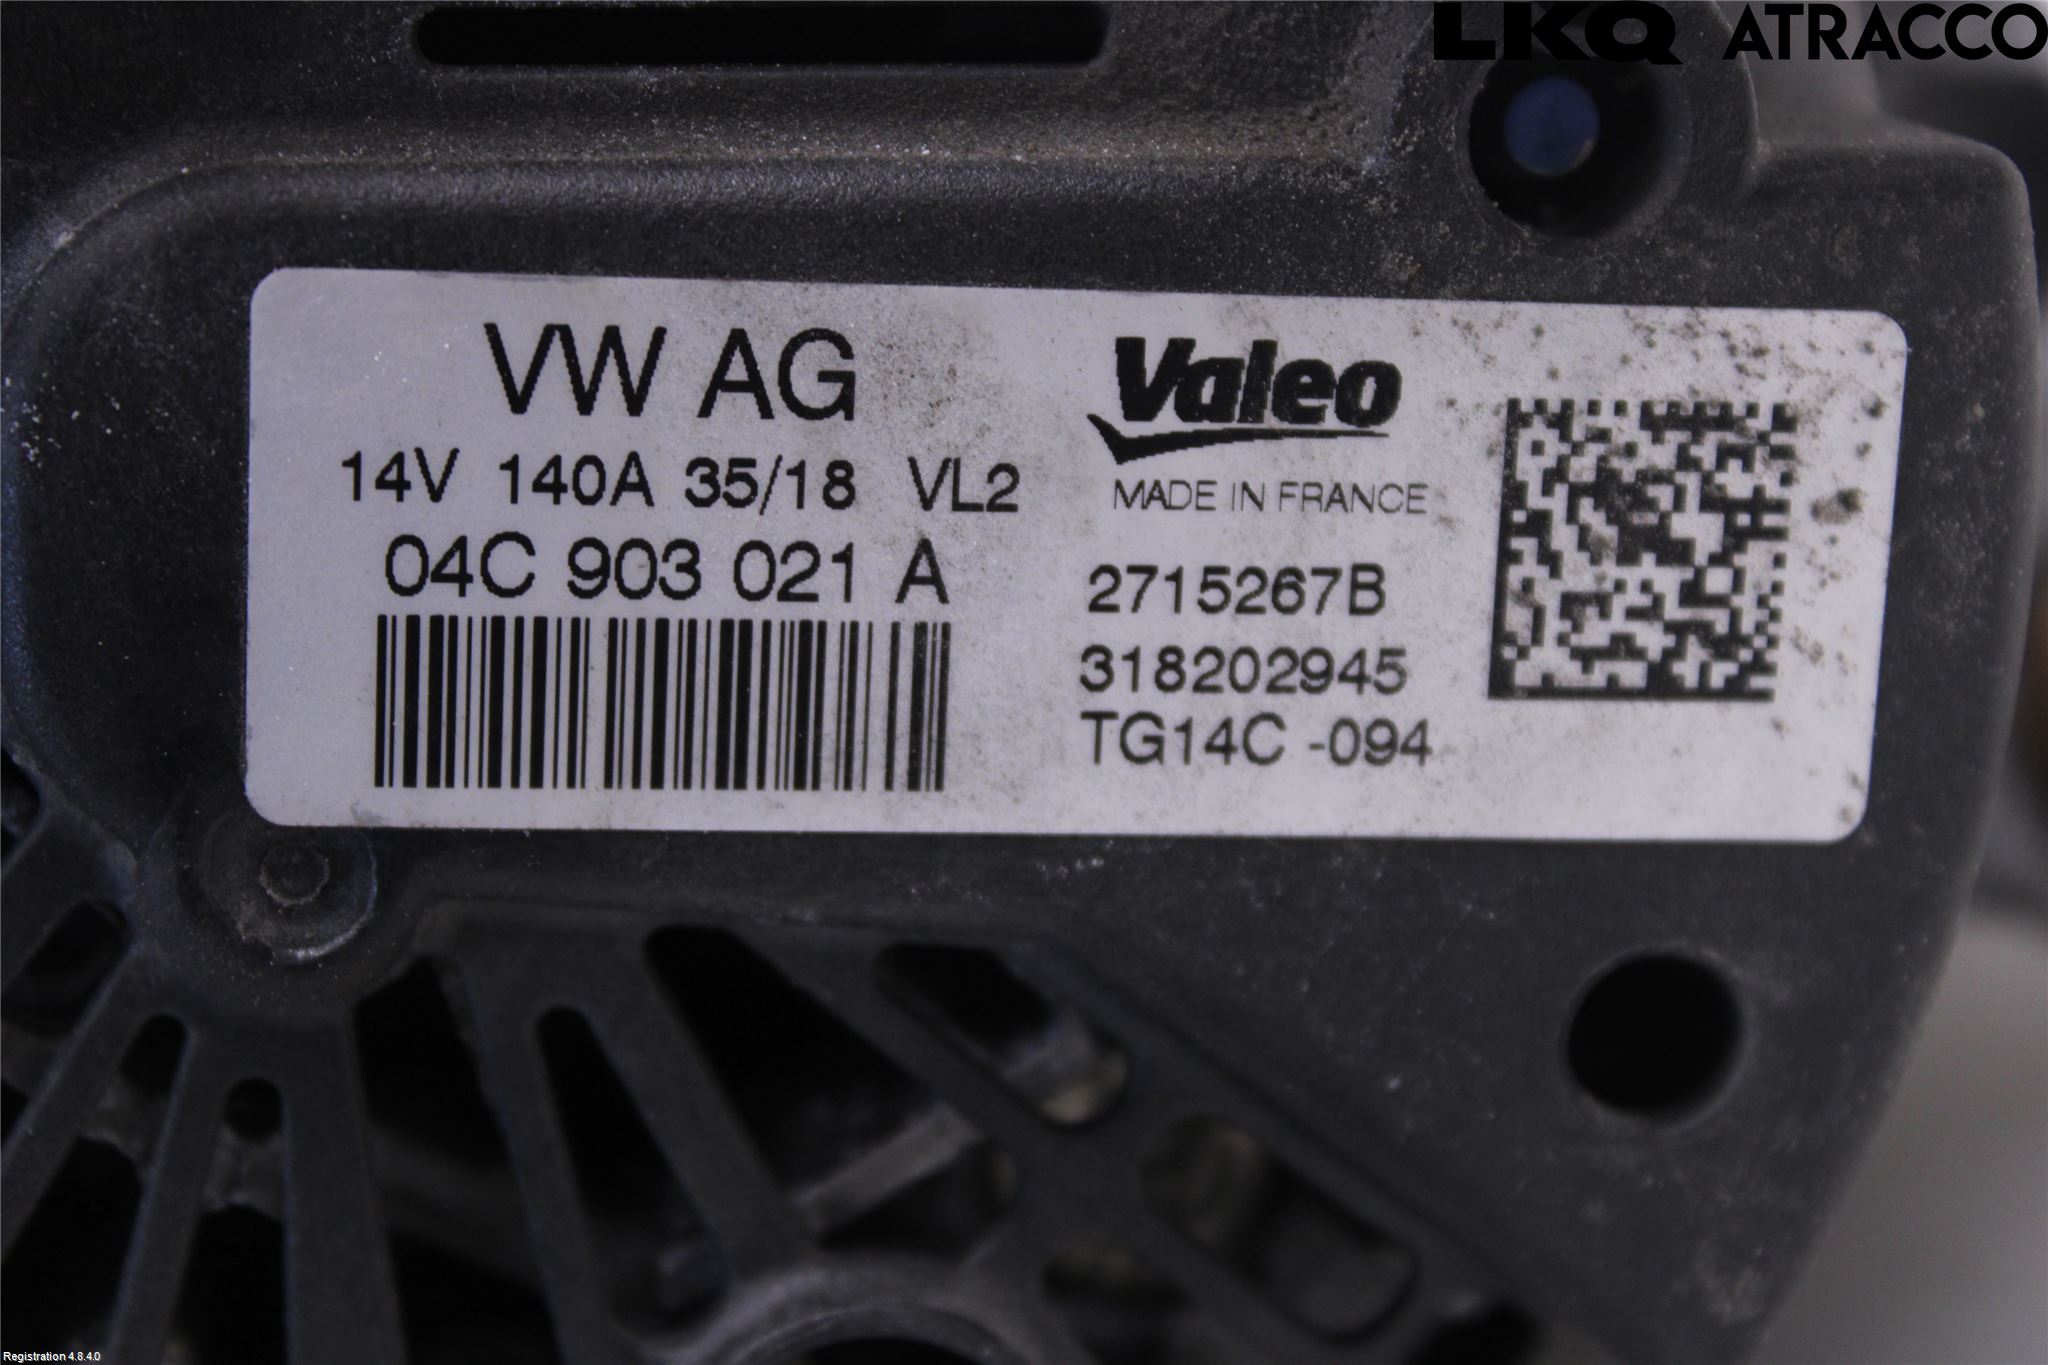 LKQ ATRACCO
VW AG
14V 140A 35/18 VL2
04C 903 021 A
Valeo
MADE IN FRANCE
2715267B
318202945
TG14C -094
Registration 4.8.4.0